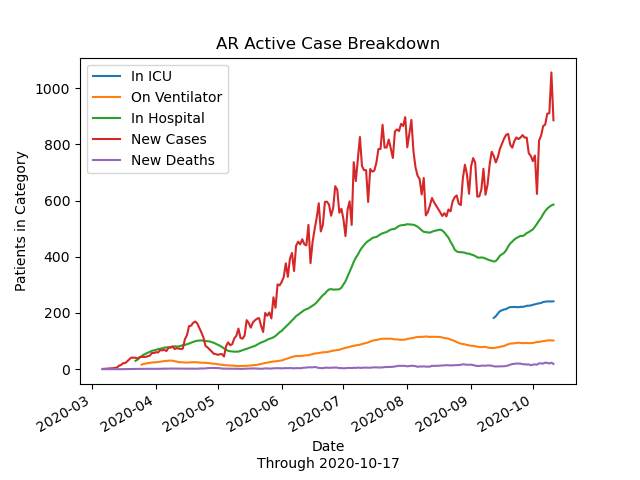 AR Active Case Breakdown
In ICU
On Ventilator
In Hospital
New Cases
New Deaths
Patients in Category
1000
800
600
400
200
0
2020-03
2020-04
2020-05
2020-06
2020-07
2020-08
2020-09
2020-10
Date
Through 2020-10-17